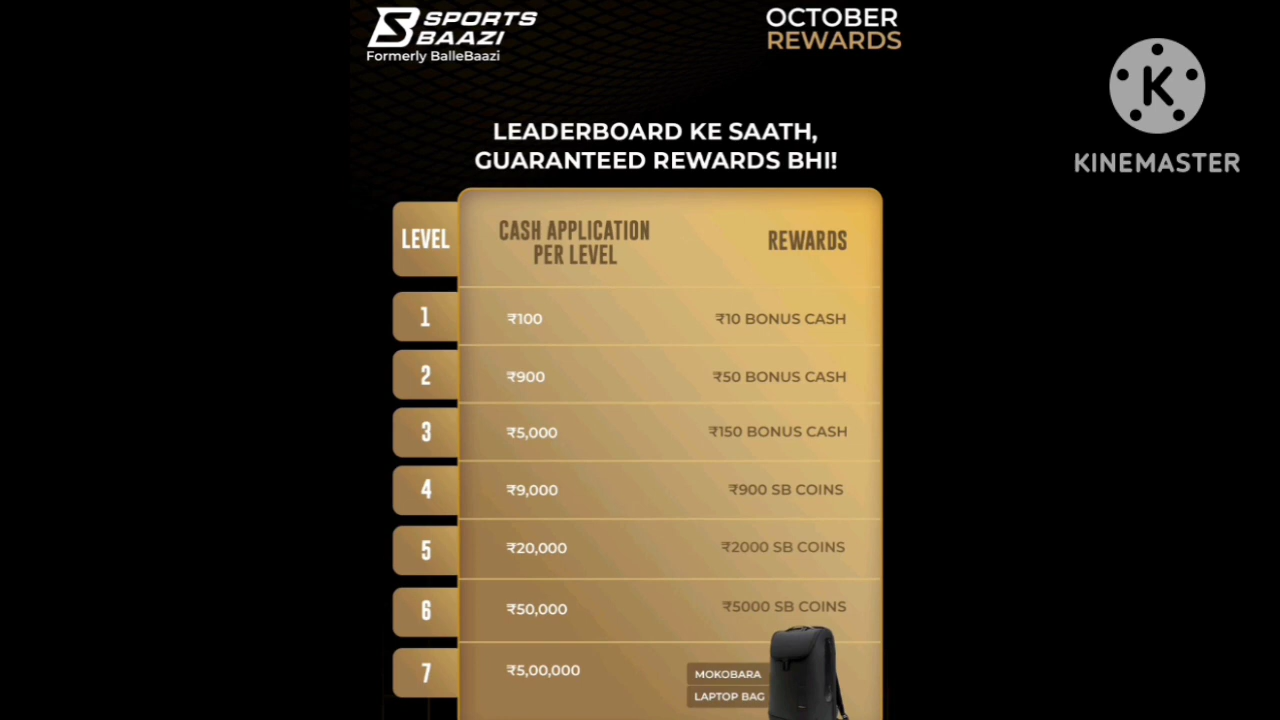 SPORTS
BAAZI
Formerly BalleBaazi
OCTOBER
REWARDS
K
KINEMASTER
LEADERBOARD KE SAATH,
GUARANTEED REWARDS BHI!
LEVEL
CASH APPLICATION
PER LEVEL
REWARDS
1 ₹100 ₹10 BONUS CASH
2 ₹900 ₹50 BONUS CASH
3 ₹5,000 ₹150 BONUS CASH
4 ₹9,000 ₹900 SB COINS
5 ₹20,000 ₹2000 SB COINS
6 ₹50,000 ₹5000 SB COINS
7 ₹5,00,000 MOKOBARA
LAPTOP BAG